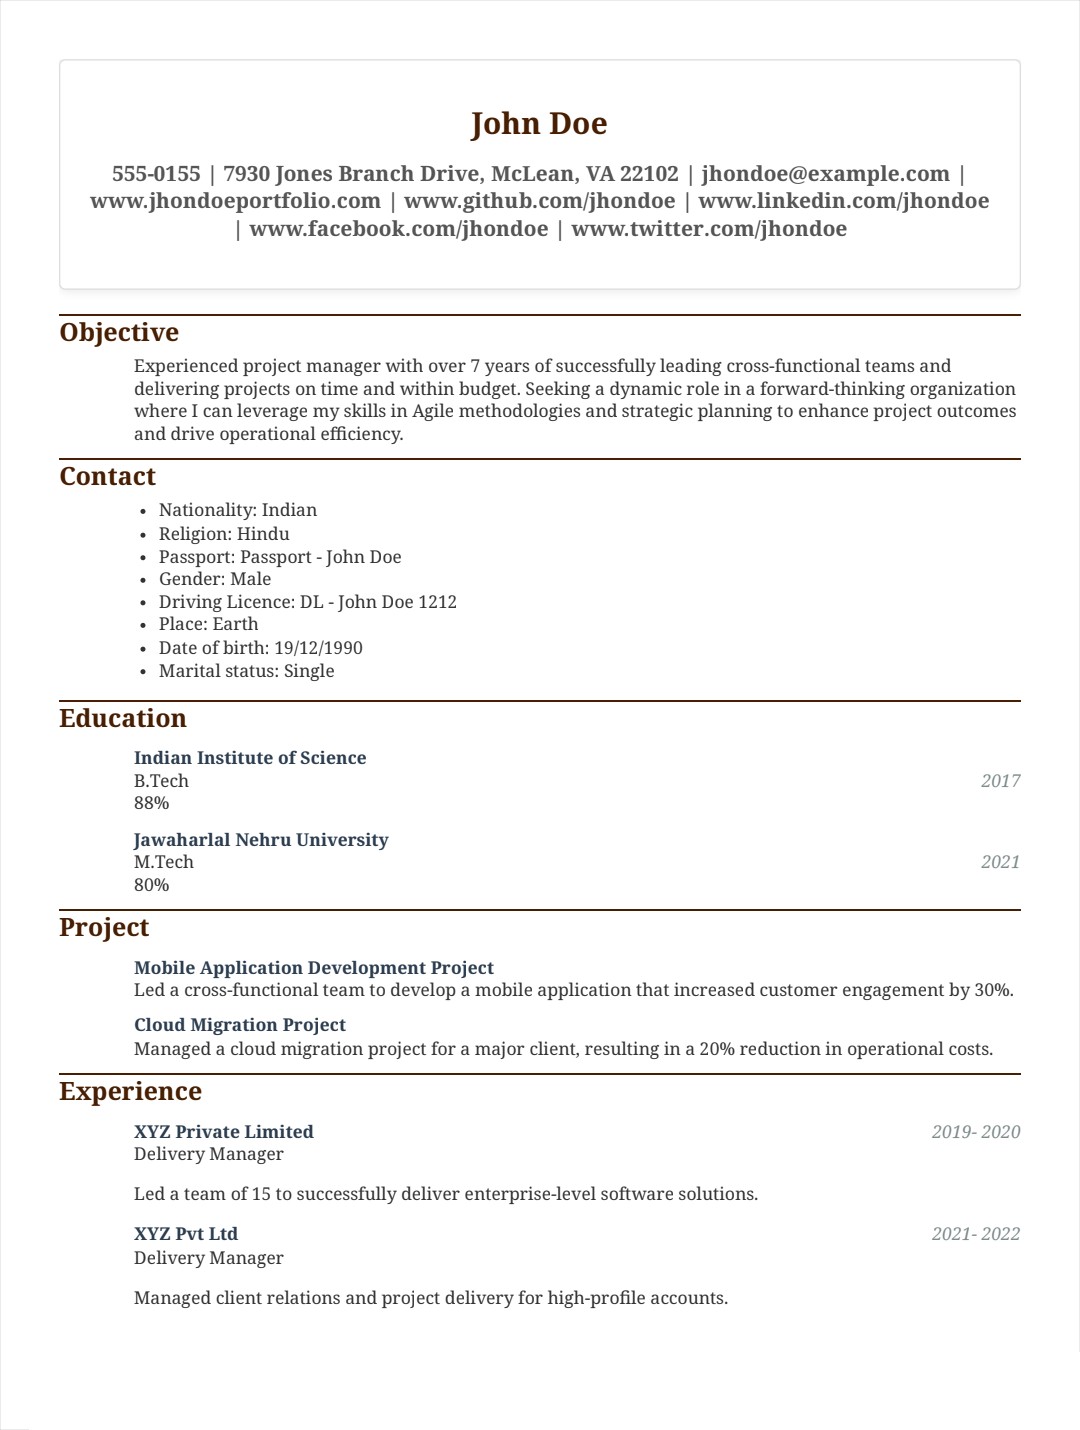 John Doe
555-0155 | 7930 Jones Branch Drive, McLean, VA 22102 | jhondoe@example.com |
www.jhondoeportfolio.com | www.github.com/jhondoe | www.linkedin.com/jhondoe
| www.facebook.com/jhondoe | www.twitter.com/jhondoe
Objective
Experienced project manager with over 7 years of successfully leading cross-functional teams and
delivering projects on time and within budget. Seeking a dynamic role in a forward-thinking organization
where I can leverage my skills in Agile methodologies and strategic planning to enhance project outcomes
and drive operational efficiency.
Contact
• Nationality: Indian
• Religion: Hindu
• Passport: Passport - John Doe
• Gender: Male
• Driving Licence: DL - John Doe 1212
• Place: Earth
• Date of birth: 19/12/1990
• Marital status: Single
Education
Indian Institute of Science
B.Tech 2017
88%
Jawaharlal Nehru University
M.Tech 2021
80%
Project
Mobile Application Development Project
Led a cross-functional team to develop a mobile application that increased customer engagement by 30%.
Cloud Migration Project
Managed a cloud migration project for a major client, resulting in a 20% reduction in operational costs.
Experience
XYZ Private Limited 2019- 2020
Delivery Manager
Led a team of 15 to successfully deliver enterprise-level software solutions.
XYZ Pvt Ltd 2021- 2022
Delivery Manager
Managed client relations and project delivery for high-profile accounts.